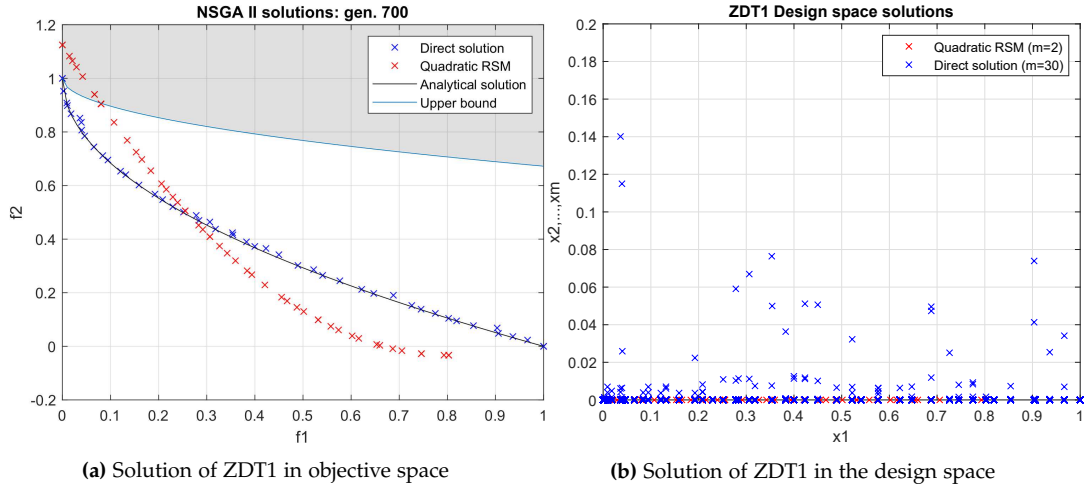 NSGA II solutions: gen. 700
1.2
1
0.8
0.6
0.4
0.2
0
-0.2
f2
Direct solution
Quadratic RSM
Analytical solution
Upper bound
0 0.1 0.2 0.3 0.4 0.5 0.6 0.7 0.8 0.9 1
f1
(a) Solution of ZDT1 in objective space
ZDT1 Design space solutions
0.2
0.18
0.16
0.14
0.12
0.1
0.08
0.06
0.04
0.02
0
x2,...,xm
Quadratic RSM (m=2)
Direct solution (m=30)
0 0.1 0.2 0.3 0.4 0.5 0.6 0.7 0.8 0.9 1
x1
(b) Solution of ZDT1 in the design space